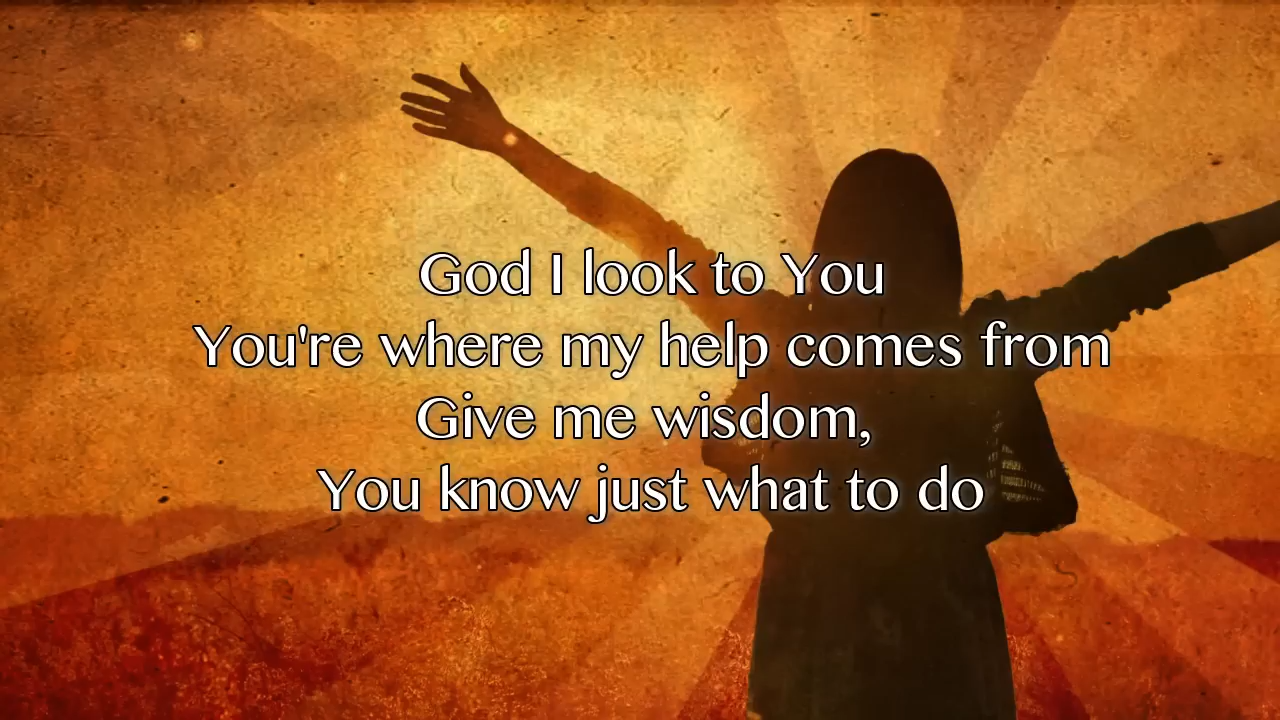 God I look to You
You're where my help comes from
Give me wisdom,
You know just what to do